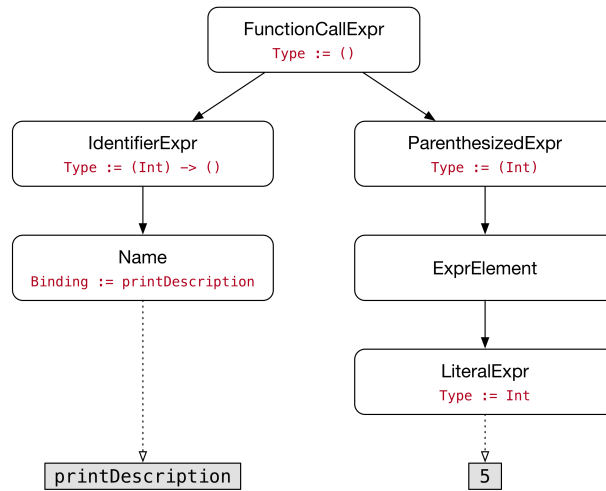 FunctionCallExpr
Type := ()
IdentifierExpr
Type := (Int) -> ()
ParenthesizedExpr
Type := (Int)
Name
Binding := printDescription
ExprElement
LiteralExpr
Type := Int
printDescription
5